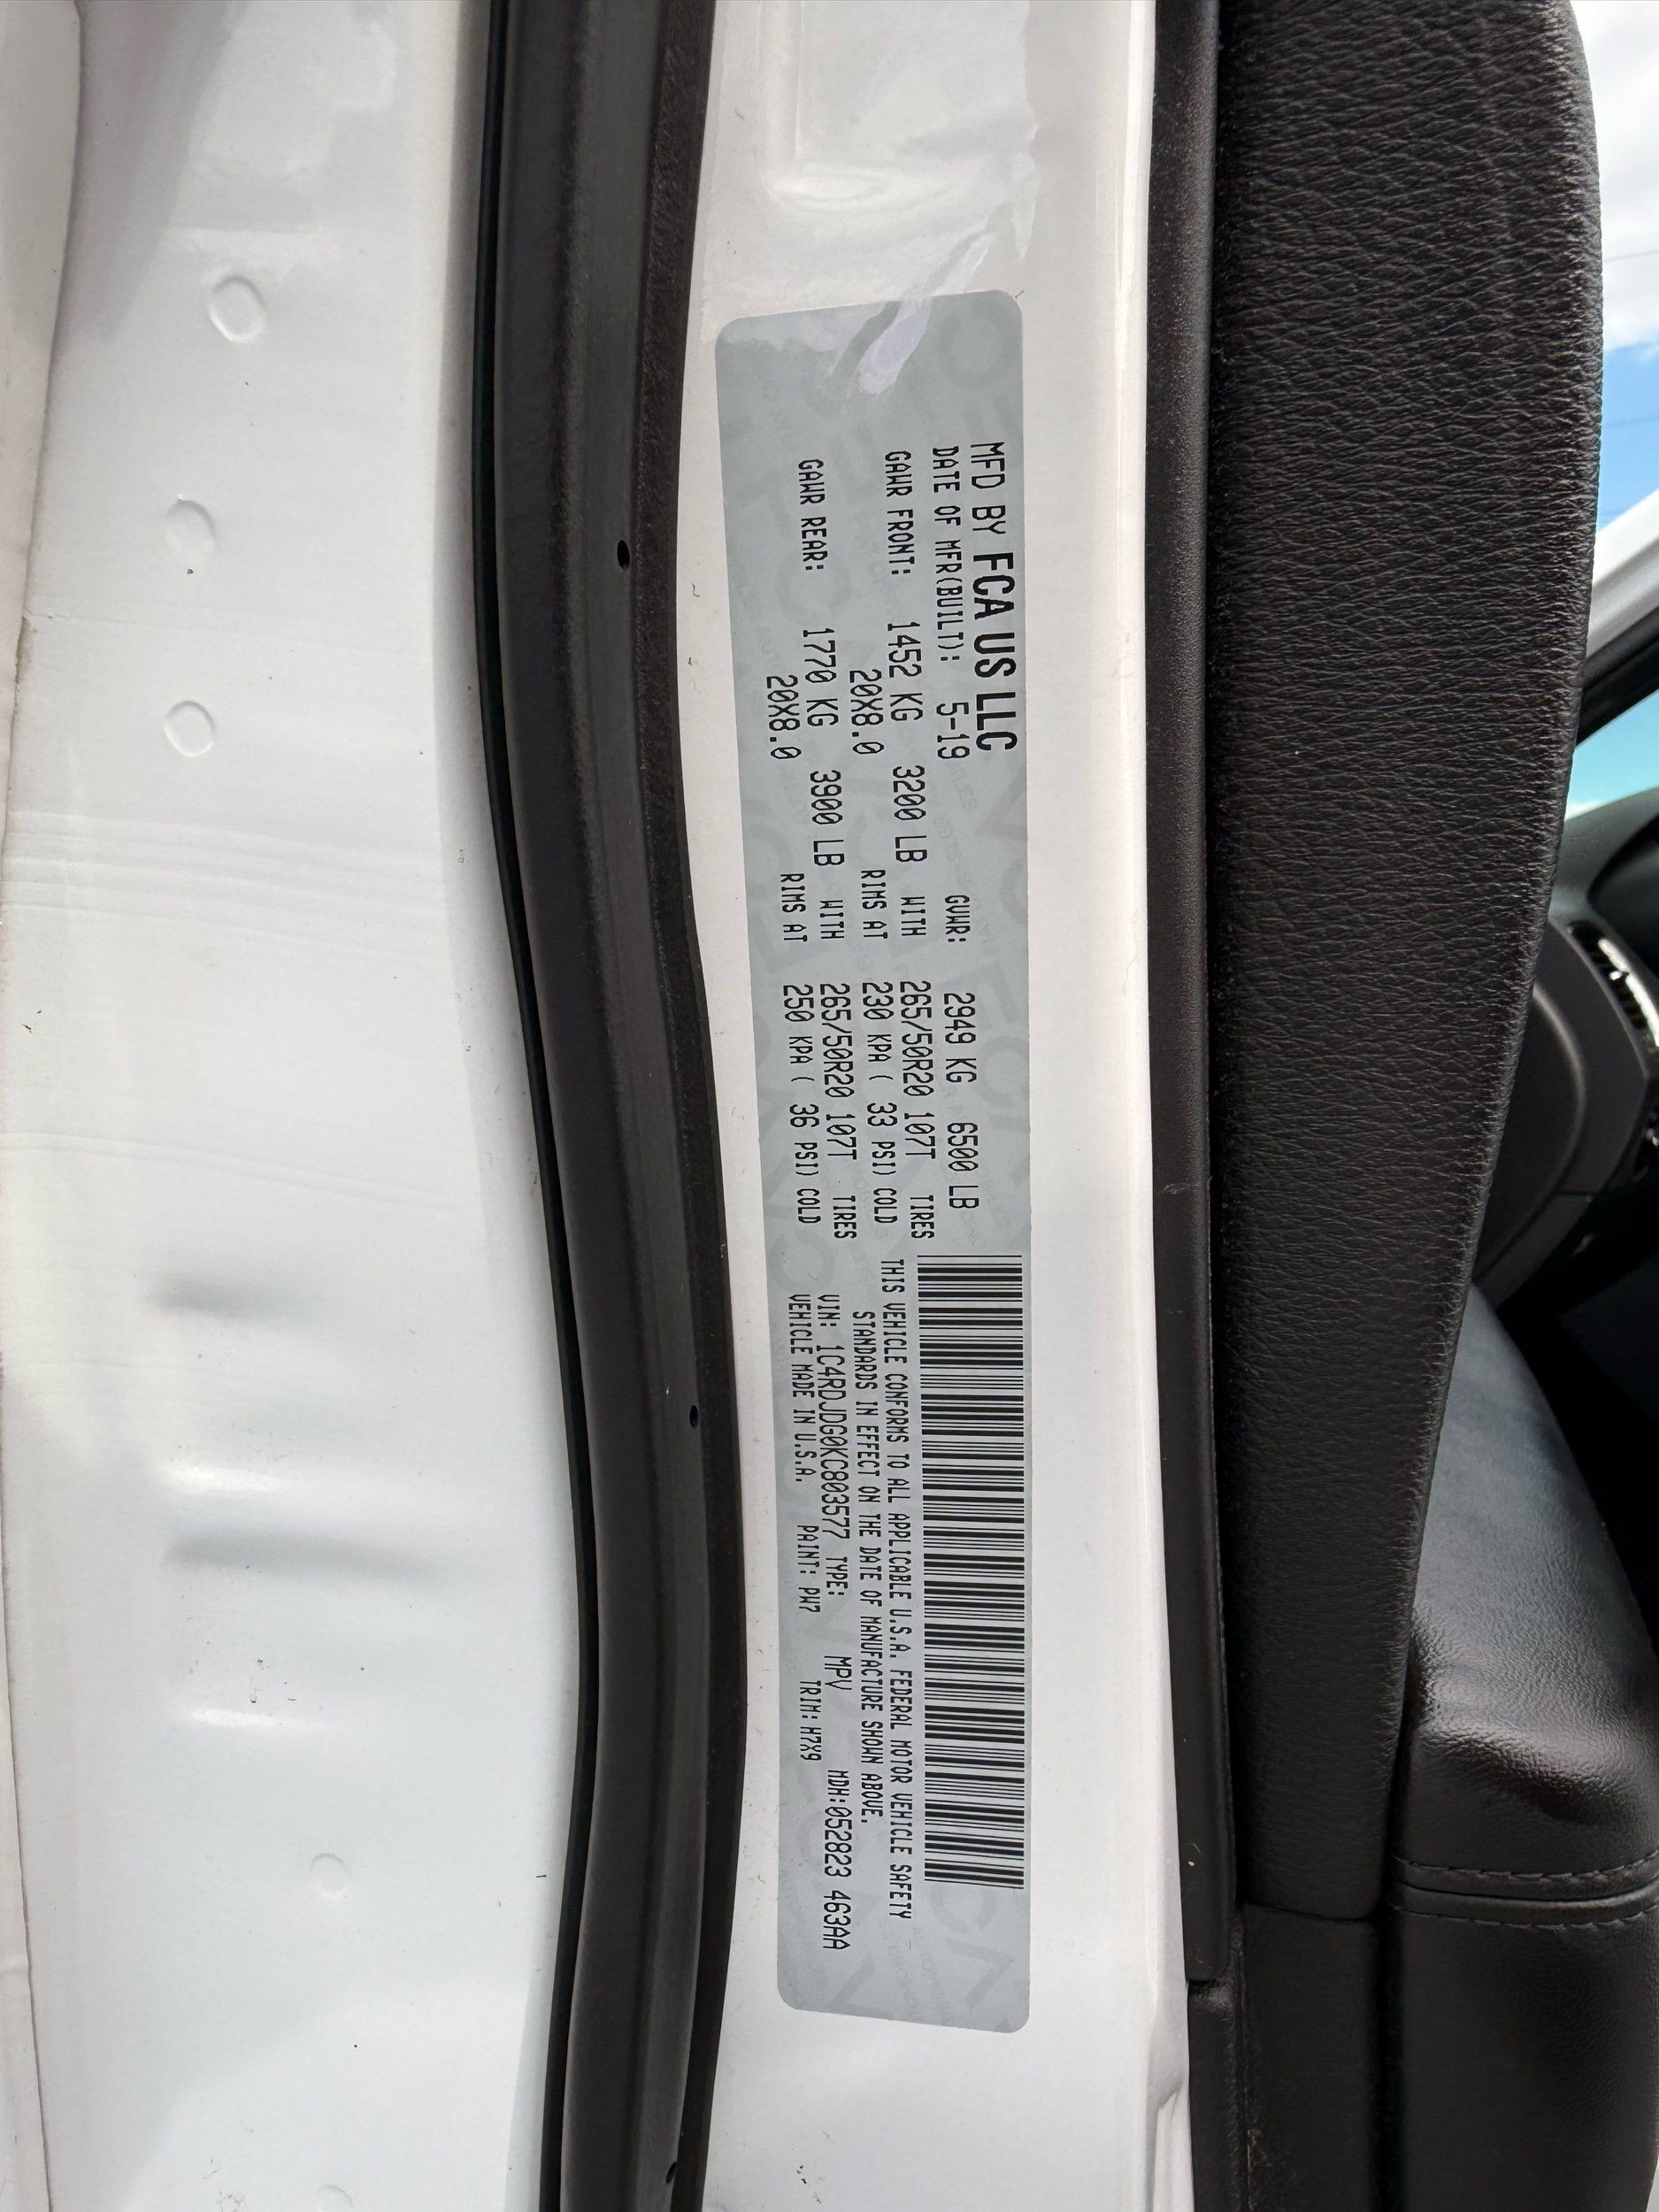 MFD BY FCA US LLC
DATE OF MFR(BUILT): 5-19 GVWR: 2949 KG 6500 LB
GAWR FRONT: 1452 KG 3200 LB WITH 265/50R20 107T TIRES
20X8.0 RIMS AT 230 KPA ( 33 PSI) COLD
GAWR REAR: 1770 KG 3900 LB WITH 265/50R20 107T TIRES
20X8.0 RIMS AT 250 KPA ( 36 PSI) COLD
THIS VEHICLE CONFORMS TO ALL APPLICABLE U.S.A. FEDERAL MOTOR VEHICLE SAFETY
STANDARDS IN EFFECT ON THE DATE OF MANUFACTURE SHOWN ABOVE.
VIN: 1C4RDJDG0KC803577 TYPE: MPV MDH:052823 463AA
VEHICLE MADE IN U.S.A. PAINT: PW7 TRIM: H7X9